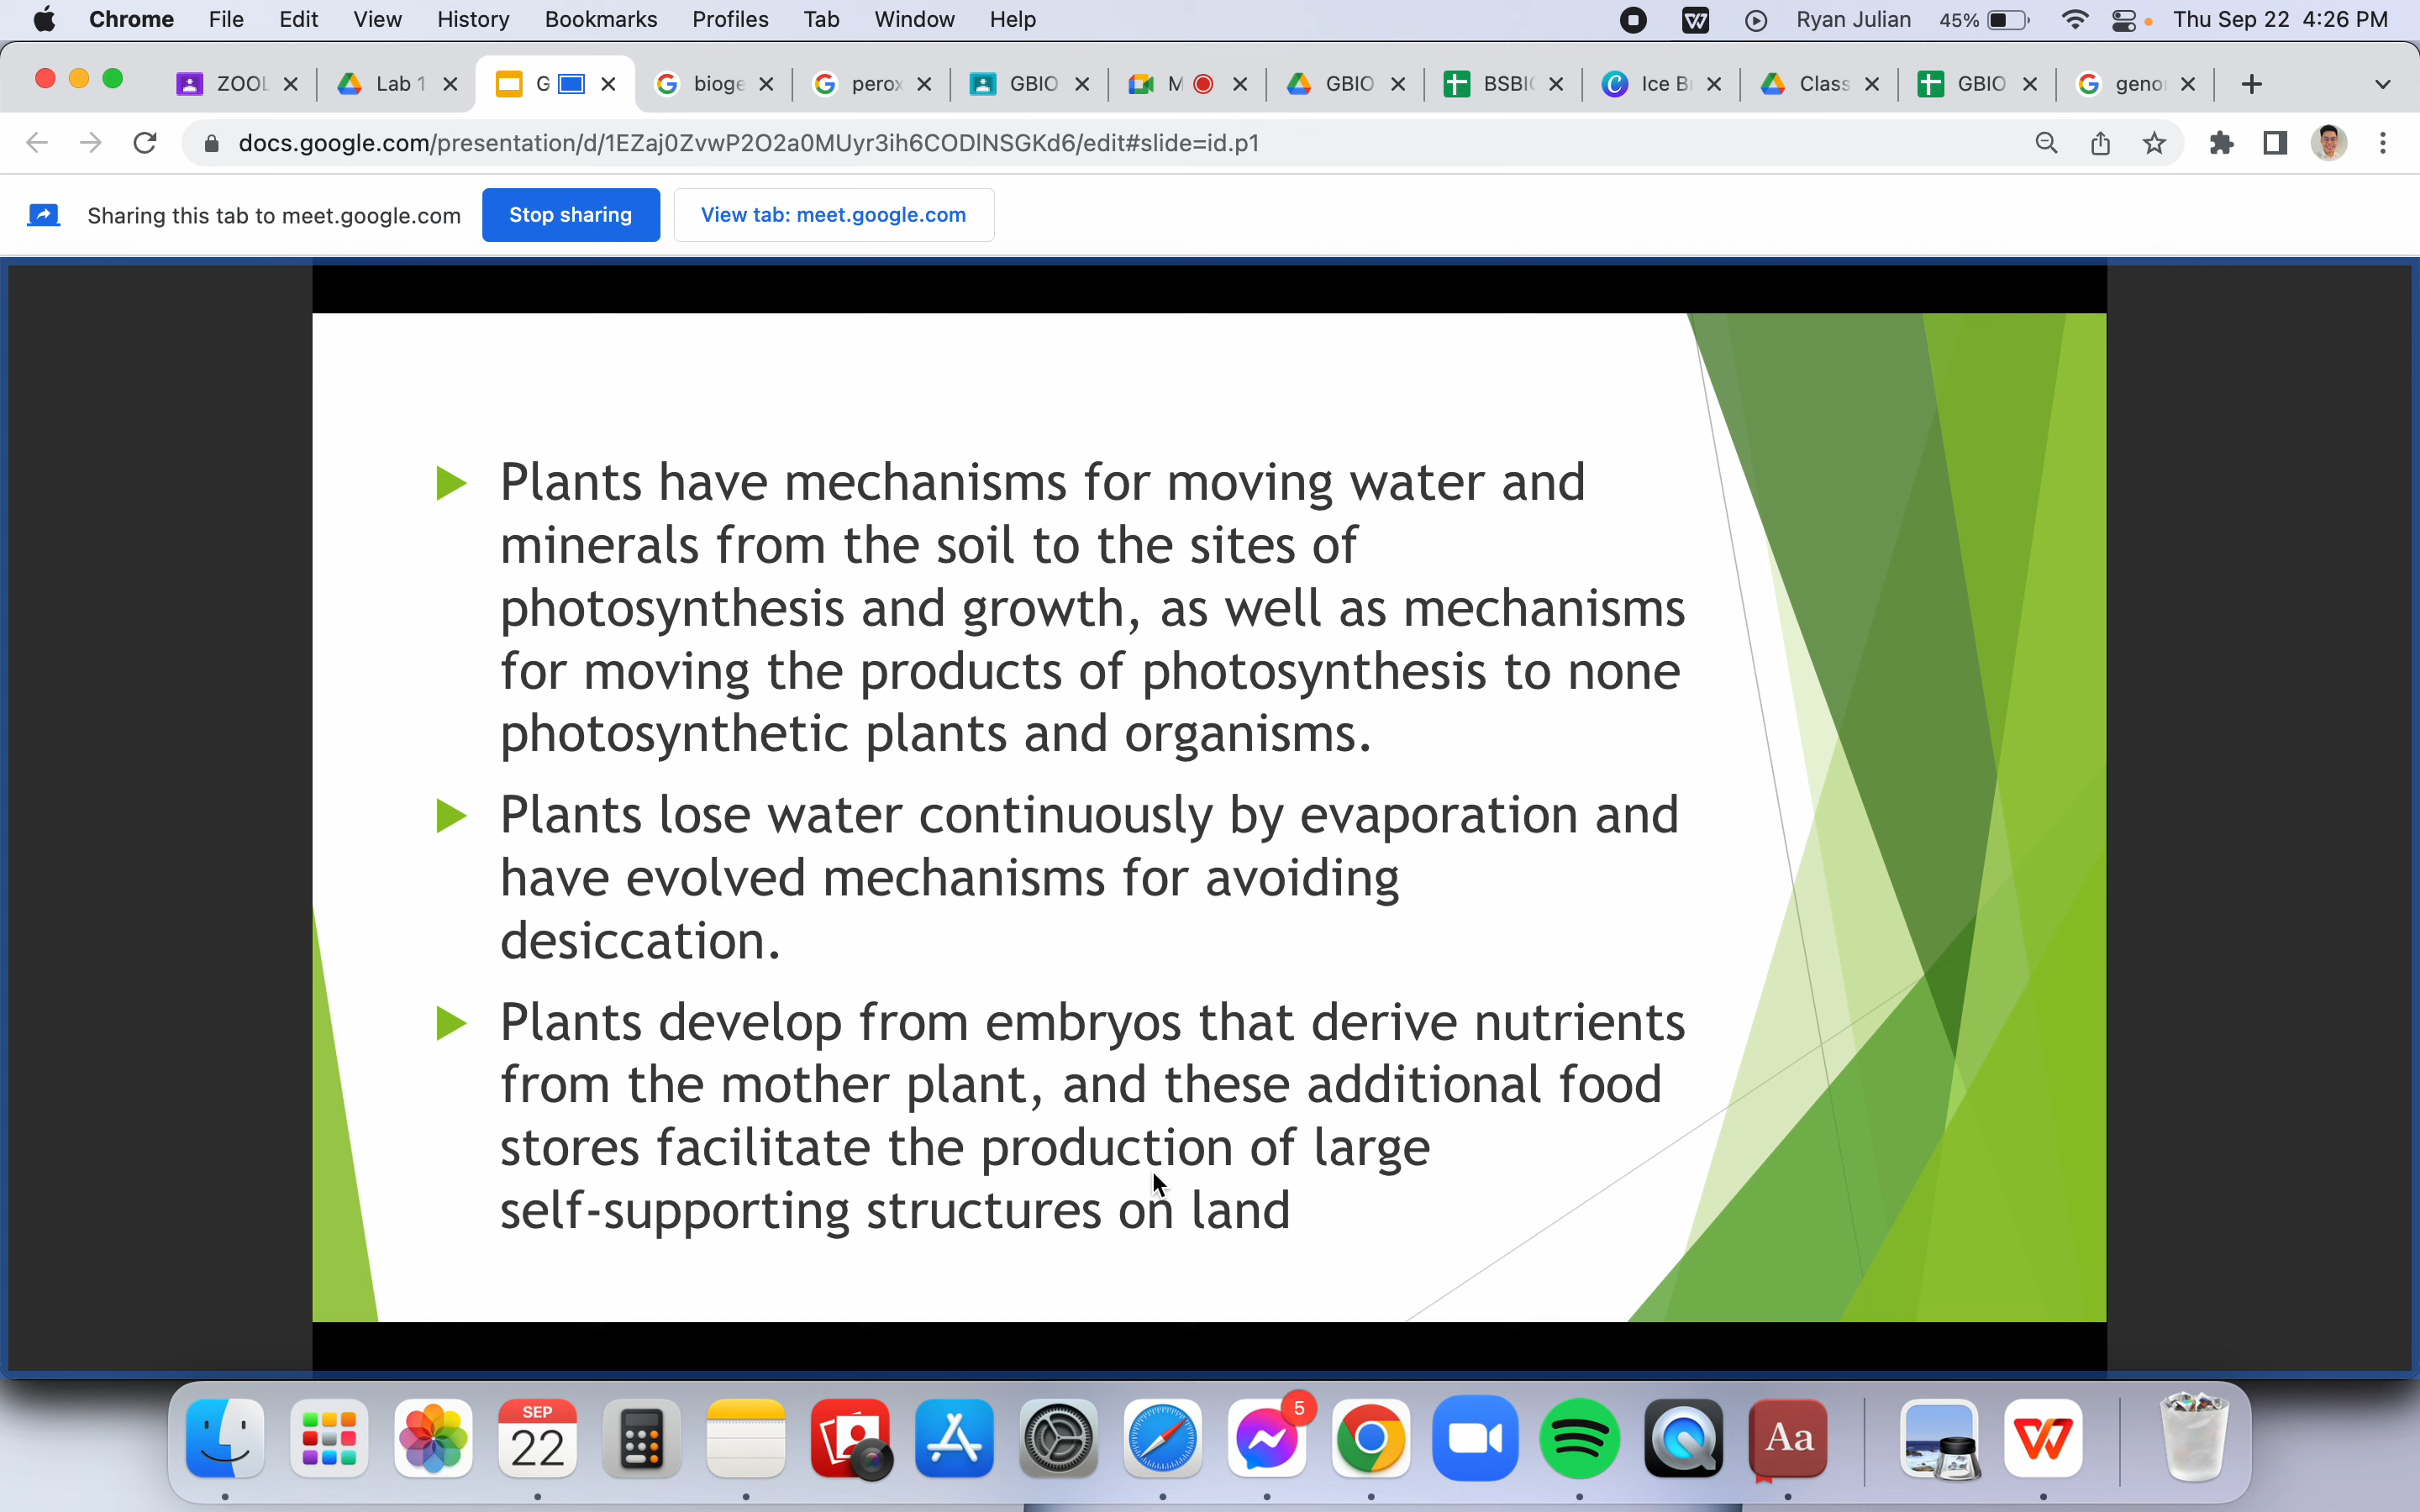 Chrome File Edit View History Bookmarks Profiles Tab Window Help Ryan Julian 45% Thu Sep 22 4:26 PM
ZOOL Lab 1 G bioge perox GBIO M GBIO BSBI Ice B Class GBIO geno
docs.google.com/presentation/d/1EZaj0ZvwP2O2a0MUyr3ih6CODlNSGKd6/edit#slide=id.p1
Sharing this tab to meet.google.com Stop sharing View tab: meet.google.com
Plants have mechanisms for moving water and
minerals from the soil to the sites of
photosynthesis and growth, as well as mechanisms
for moving the products of photosynthesis to none
photosynthetic plants and organisms.
Plants lose water continuously by evaporation and
have evolved mechanisms for avoiding
desiccation.
Plants develop from embryos that derive nutrients
from the mother plant, and these additional food
stores facilitate the production of large
self-supporting structures on land
SEP
22
5
Aa